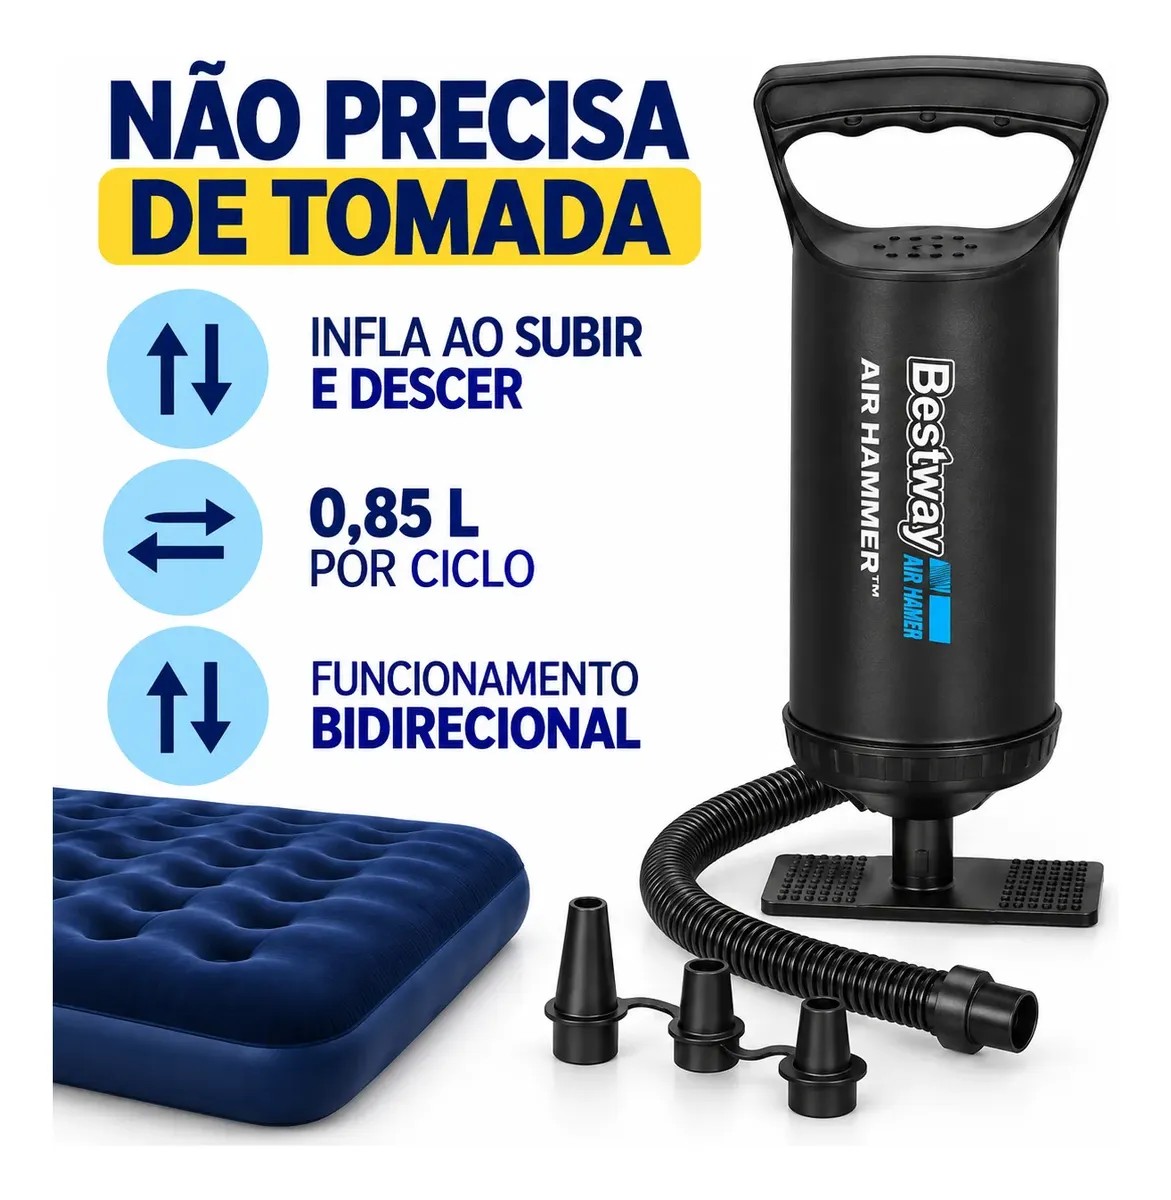 NÃO PRECISA
DE TOMADA
INFLA AO SUBIR
E DESCER
0,85 L
POR CICLO
FUNCIONAMENTO
BIDIRECIONAL
Bestway
AIR HAMMER™
AIR HAMER